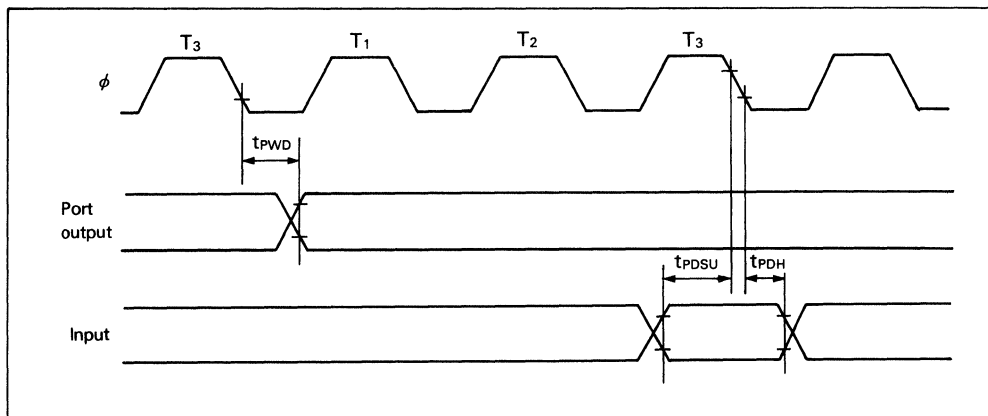 T3 T1 T2 T3
ϕ
tPWD
Port
output
tPDSU tPDH
Input